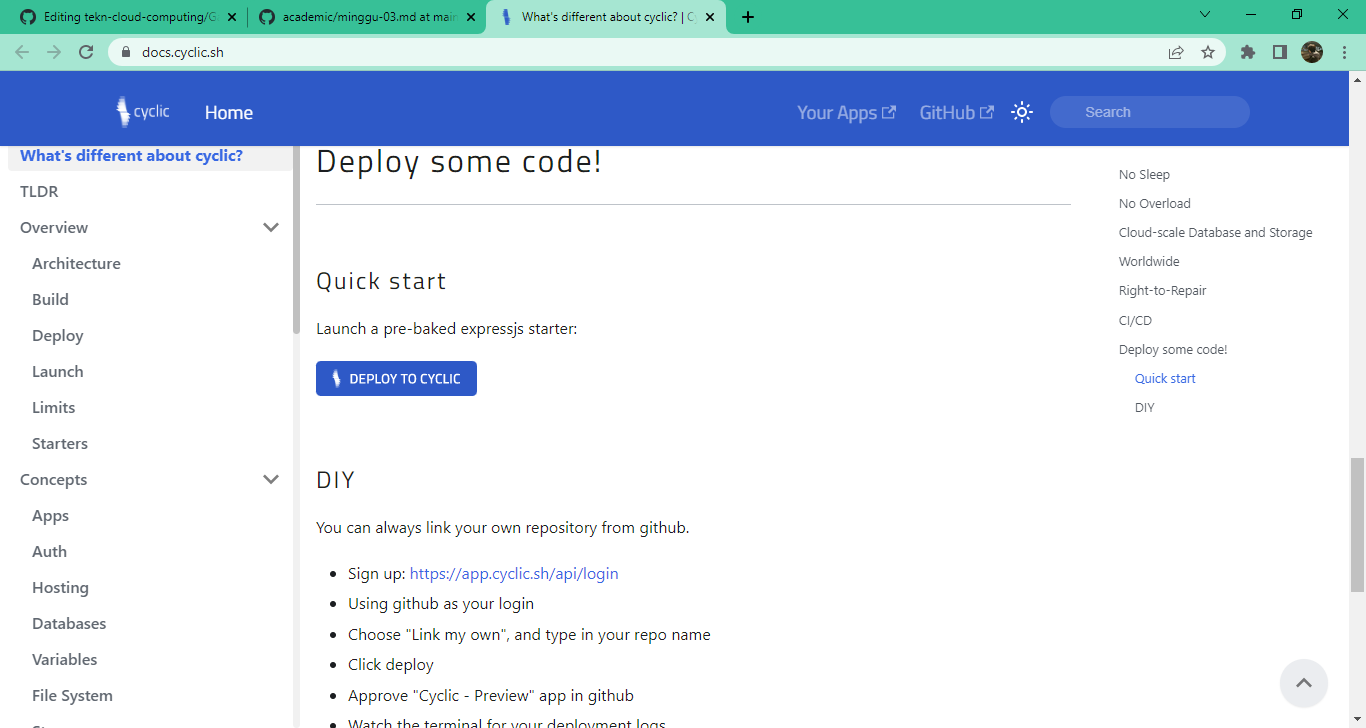 Editing tekn-cloud-computing/G
academic/minggu-03.md at main
What's different about cyclic? | C
docs.cyclic.sh
cyclic
Home
Your Apps
GitHub
Search
What's different about cyclic?
TLDR
Overview
Architecture
Build
Deploy
Launch
Limits
Starters
Concepts
Apps
Auth
Hosting
Databases
Variables
File System
Deploy some code!
Quick start
Launch a pre-baked expressjs starter:
DEPLOY TO CYCLIC
DIY
You can always link your own repository from github.
Sign up: https://app.cyclic.sh/api/login
Using github as your login
Choose "Link my own", and type in your repo name
Click deploy
Approve "Cyclic - Preview" app in github
Watch the terminal for your deployment logs
No Sleep
No Overload
Cloud-scale Database and Storage
Worldwide
Right-to-Repair
CI/CD
Deploy some code!
Quick start
DIY